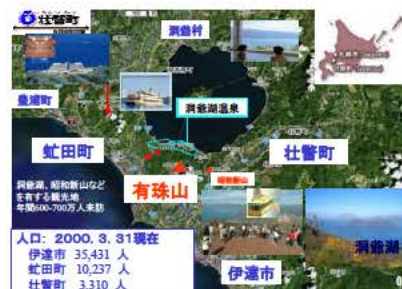 壮瞥町
洞爺村
豊浦町
洞爺湖温泉
虻田町
壮瞥町
有珠山
昭和新山
洞爺湖、昭和新山など
を有する観光地
年間600-700万人来訪
洞爺湖
人口: 2000.3.31現在
伊達市 35,431 人
虻田町 10,237 人
壮瞥町 3,310 人
伊達市